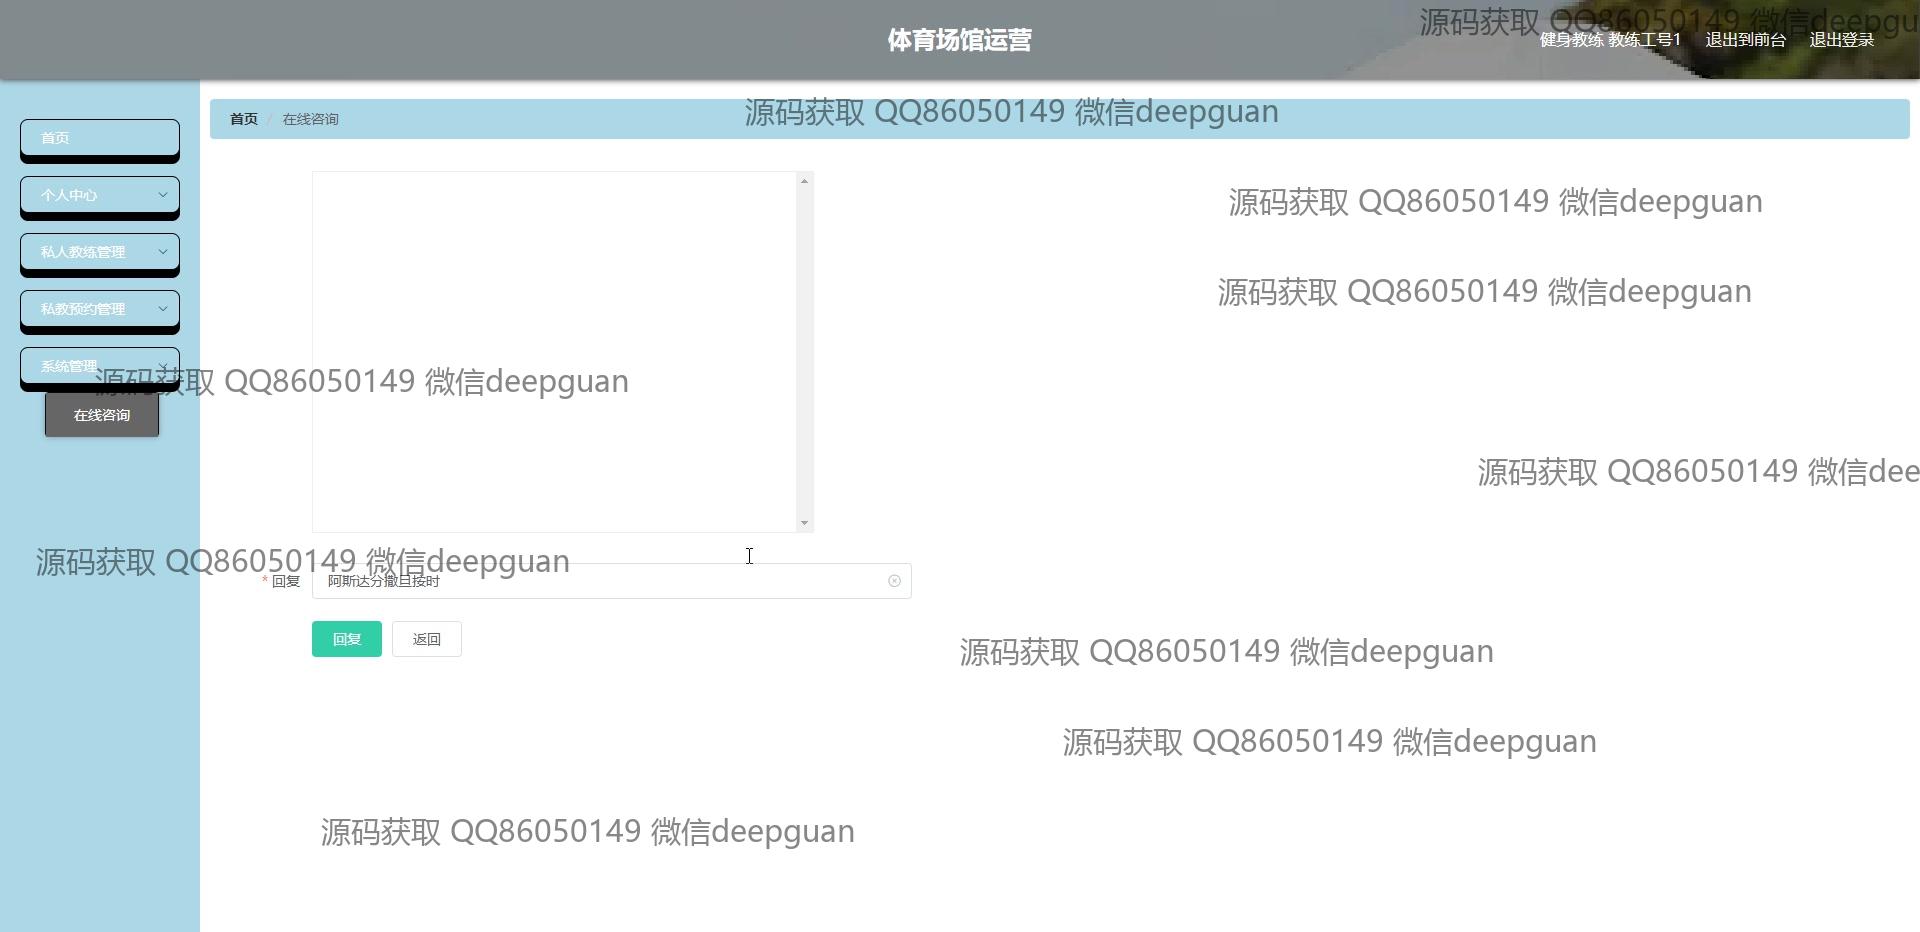 体育场馆运营
源码获取 QQ86050149 微信deepgu
健身教练 教练工号1 退出到前台 退出登录
首页 / 在线咨询
源码获取 QQ86050149 微信deepguan
首页
个人中心
源码获取 QQ86050149 微信deepguan
私人教练管理
源码获取 QQ86050149 微信deepguan
私教预约管理
系统管理
源码获取 QQ86050149 微信deepguan
在线咨询
源码获取 QQ86050149 微信dee
源码获取 QQ86050149 微信deepguan
* 回复 阿斯达分撒旦按时
回复 返回
源码获取 QQ86050149 微信deepguan
源码获取 QQ86050149 微信deepguan
源码获取 QQ86050149 微信deepguan